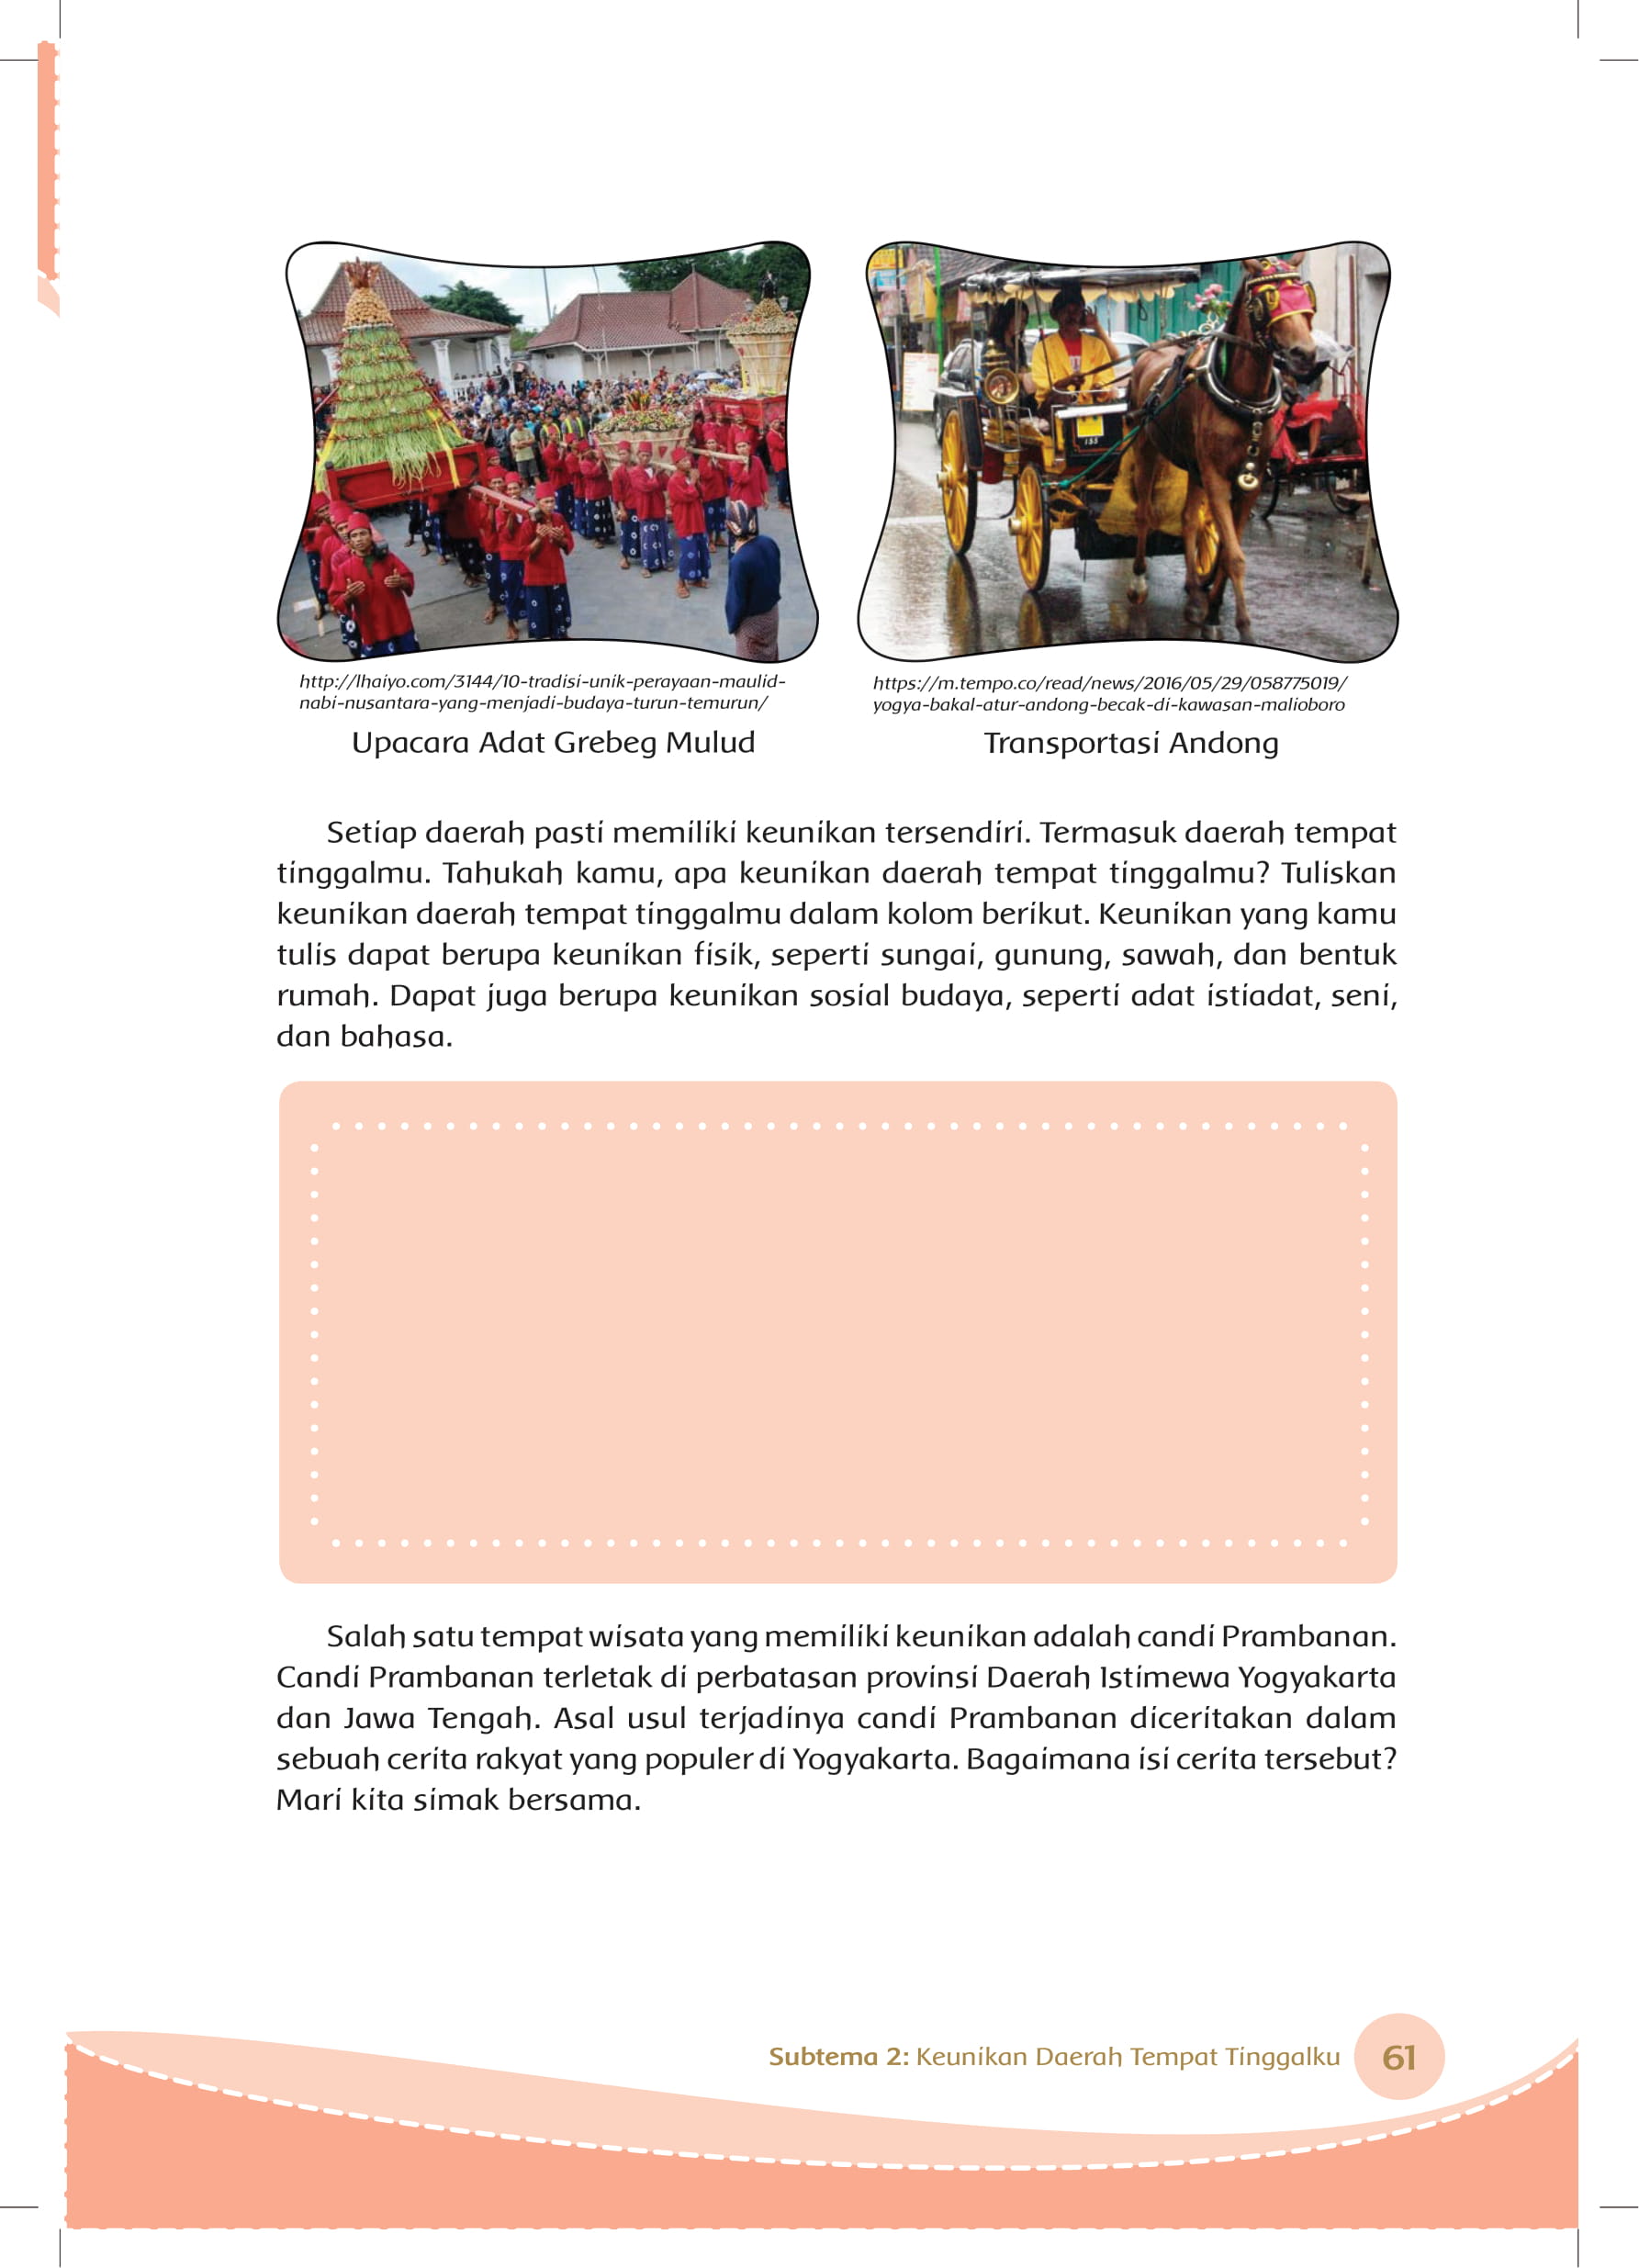 http://lhaiyo.com/3144/10-tradisi-unik-perayaan-maulid-
nabi-nusantara-yang-menjadi-budaya-turun-temurun/
Upacara Adat Grebeg Mulud
155
https://m.tempo.co/read/news/2016/05/29/058775019/
yogya-bakal-atur-andong-becak-di-kawasan-malioboro
Transportasi Andong
Setiap daerah pasti memiliki keunikan tersendiri. Termasuk daerah tempat
tinggalmu. Tahukah kamu, apa keunikan daerah tempat tinggalmu? Tuliskan
keunikan daerah tempat tinggalmu dalam kolom berikut. Keunikan yang kamu
tulis dapat berupa keunikan fisik, seperti sungai, gunung, sawah, dan bentuk
rumah. Dapat juga berupa keunikan sosial budaya, seperti adat istiadat, seni,
dan bahasa.
Salah satu tempat wisata yang memiliki keunikan adalah candi Prambanan.
Candi Prambanan terletak di perbatasan provinsi Daerah Istimewa Yogyakarta
dan Jawa Tengah. Asal usul terjadinya candi Prambanan diceritakan dalam
sebuah cerita rakyat yang populer di Yogyakarta. Bagaimana isi cerita tersebut?
Mari kita simak bersama.
Subtema 2: Keunikan Daerah Tempat Tinggalku
61